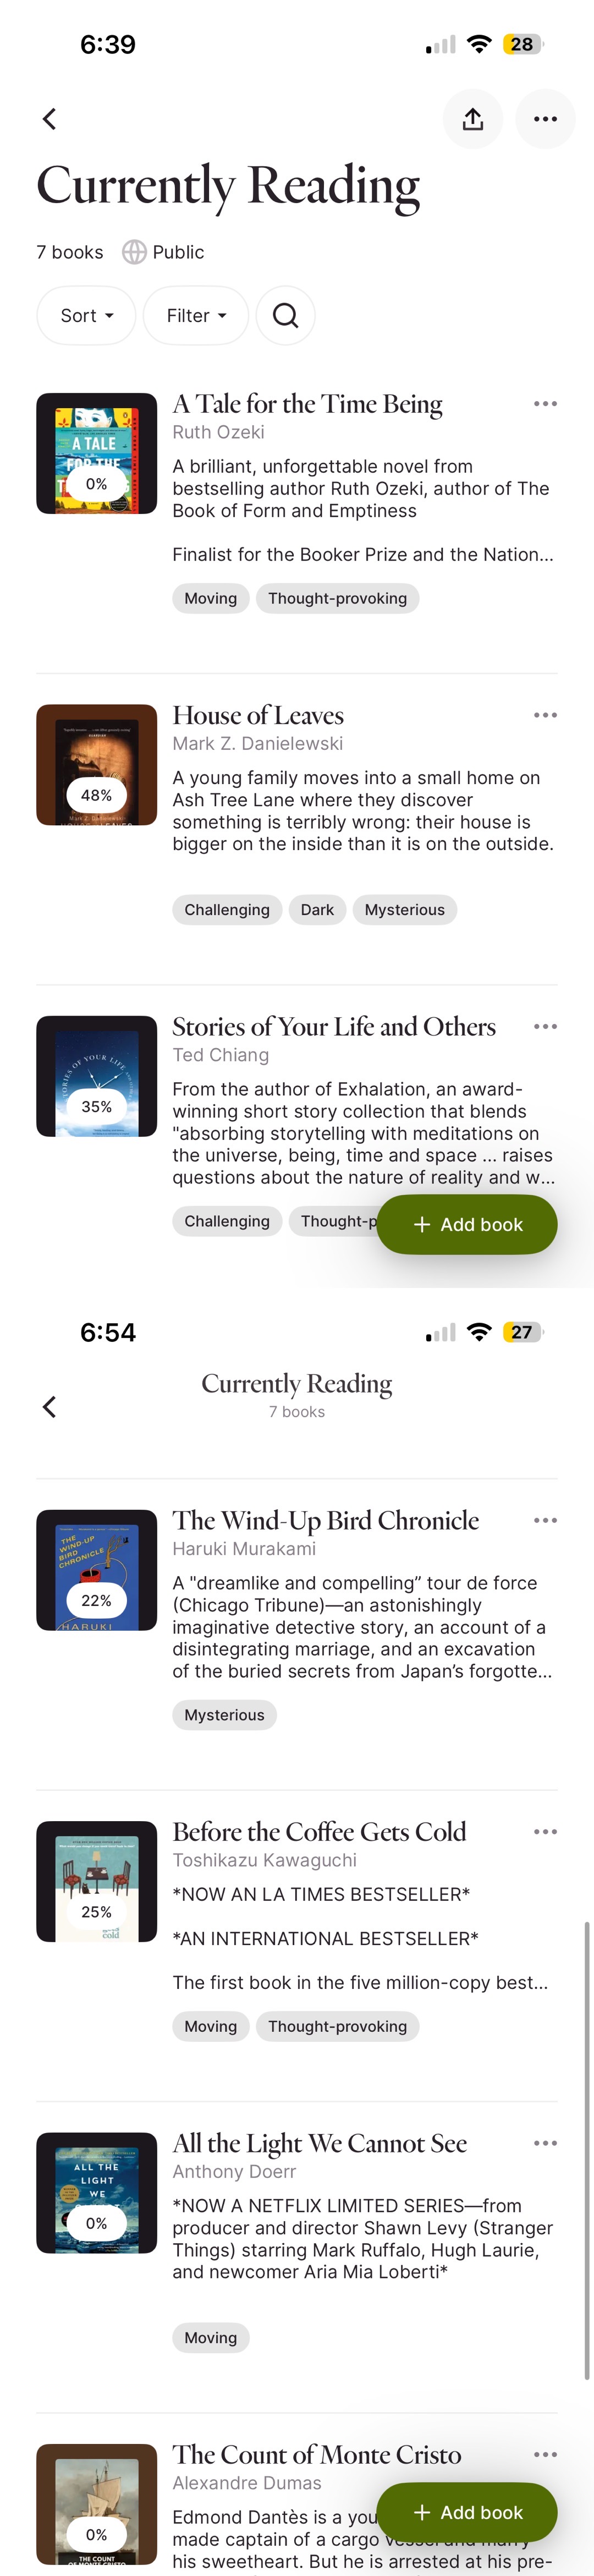 6:39
28
Currently Reading
7 books
Public
Sort
Filter
A TALE
FOR THE
0%
A Tale for the Time Being
Ruth Ozeki
A brilliant, unforgettable novel from
bestselling author Ruth Ozeki, author of The
Book of Form and Emptiness
Finalist for the Booker Prize and the Nation...
Moving
Thought-provoking
48%
Mark Z. Danielewski
House of Leaves
Mark Z. Danielewski
A young family moves into a small home on
Ash Tree Lane where they discover
something is terribly wrong: their house is
bigger on the inside than it is on the outside.
Challenging
Dark
Mysterious
STORIES OF YOUR LIFE
35%
Stories of Your Life and Others
Ted Chiang
From the author of Exhalation, an award-
winning short story collection that blends
"absorbing storytelling with meditations on
the universe, being, time and space ... raises
questions about the nature of reality and w...
Challenging
Thought-p
+ Add book
6:54
27
Currently Reading
7 books
THE
WIND-UP
BIRD
CHRONICLE
22%
HARUKI
The Wind-Up Bird Chronicle
Haruki Murakami
A "dreamlike and compelling” tour de force
(Chicago Tribune)—an astonishingly
imaginative detective story, an account of a
disintegrating marriage, and an excavation
of the buried secrets from Japan’s forgotte...
Mysterious
25%
cold
Before the Coffee Gets Cold
Toshikazu Kawaguchi
*NOW AN LA TIMES BESTSELLER*
*AN INTERNATIONAL BESTSELLER*
The first book in the five million-copy best...
Moving
Thought-provoking
ALL THE
LIGHT
WE
0%
All the Light We Cannot See
Anthony Doerr
*NOW A NETFLIX LIMITED SERIES—from
producer and director Shawn Levy (Stranger
Things) starring Mark Ruffalo, Hugh Laurie,
and newcomer Aria Mia Loberti*
Moving
0%
THE COUNT
OF MONTE CRISTO
The Count of Monte Cristo
Alexandre Dumas
Edmond Dantès is a you
made captain of a cargo vessel and marry
his sweetheart. But he is arrested at his pre-
+ Add book